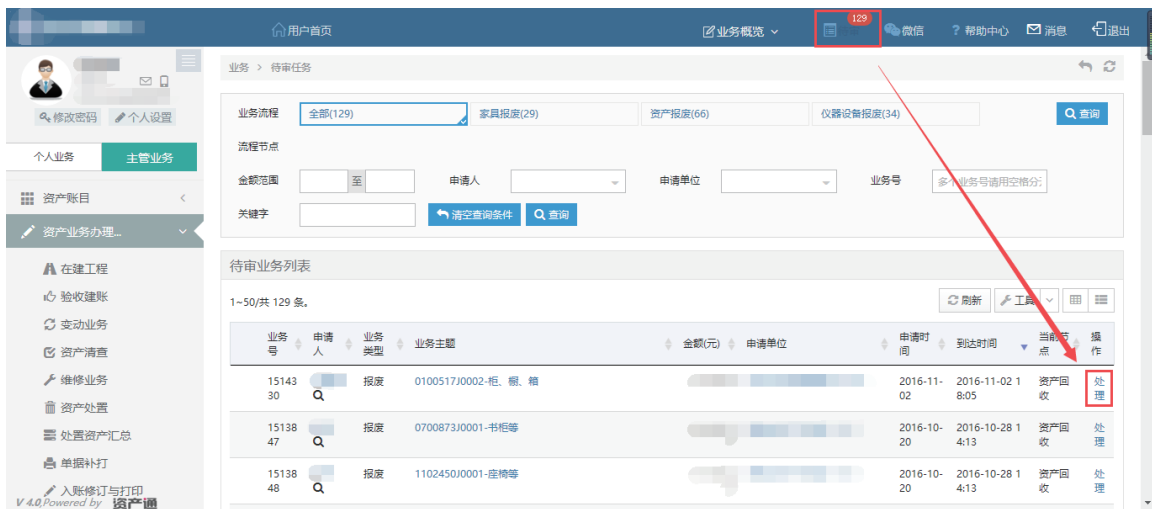 用户首页 业务概览 129 微信 ? 帮助中心 消息 退出
业务 > 待审任务
修改密码 个人设置
个人业务 主管业务
资产账目
资产业务办理...
在建工程
验收建账
变动业务
资产清查
维修业务
资产处置
处置资产汇总
单据补打
入账修订与打印
V 4.0,Powered by 资产通
业务流程 全部(129) 家具报废(29) 资产报废(66) 仪器设备报废(34) 查询
流程节点
金额范围 至 申请人 申请单位 业务号 多个业务号请用空格分
关键字 清空查询条件 查询
待审业务列表
1~50/共 129 条。 刷新 工具
业务号 申请人 业务类型 业务主题 金额(元) 申请单位 申请时间 到达时间 当前节点 操作
15143 报废 0100517J0002-柜、橱、箱 2016-11- 2016-11-02 1 资产回 处
30 02 8:05 收 理
15138 报废 0700873J0001-书柜等 2016-10- 2016-10-28 1 资产回 处
47 20 4:13 收 理
15138 报废 1102450J0001-座椅等 2016-10- 2016-10-28 1 资产回 处
48 20 4:13 收 理